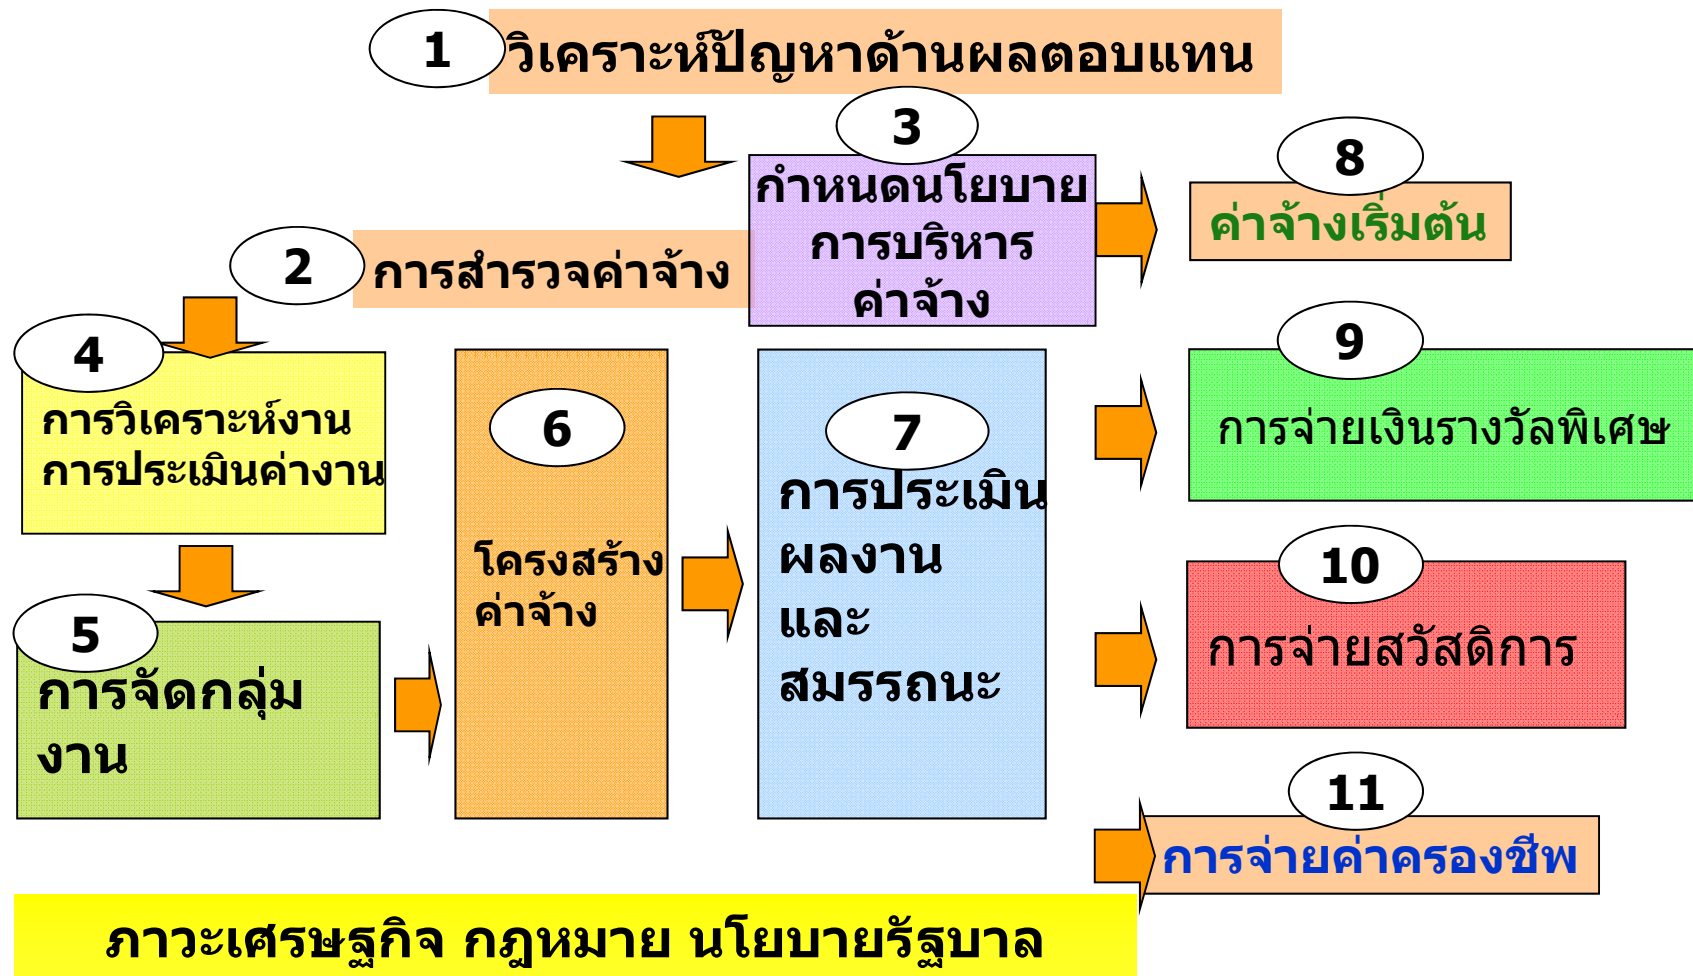 1
วิเคราะห์ปัญหาด้านผลตอบแทน
2
การสำรวจค่าจ้าง
3
กำหนดนโยบาย
การบริหาร
ค่าจ้าง
4
การวิเคราะห์งาน
การประเมินค่างาน
5
การจัดกลุ่ม
งาน
6
โครงสร้าง
ค่าจ้าง
7
การประเมิน
ผลงาน
และ
สมรรถนะ
8
ค่าจ้างเริ่มต้น
9
การจ่ายเงินรางวัลพิเศษ
10
การจ่ายสวัสดิการ
11
การจ่ายค่าครองชีพ
ภาวะเศรษฐกิจ กฎหมาย นโยบายรัฐบาล